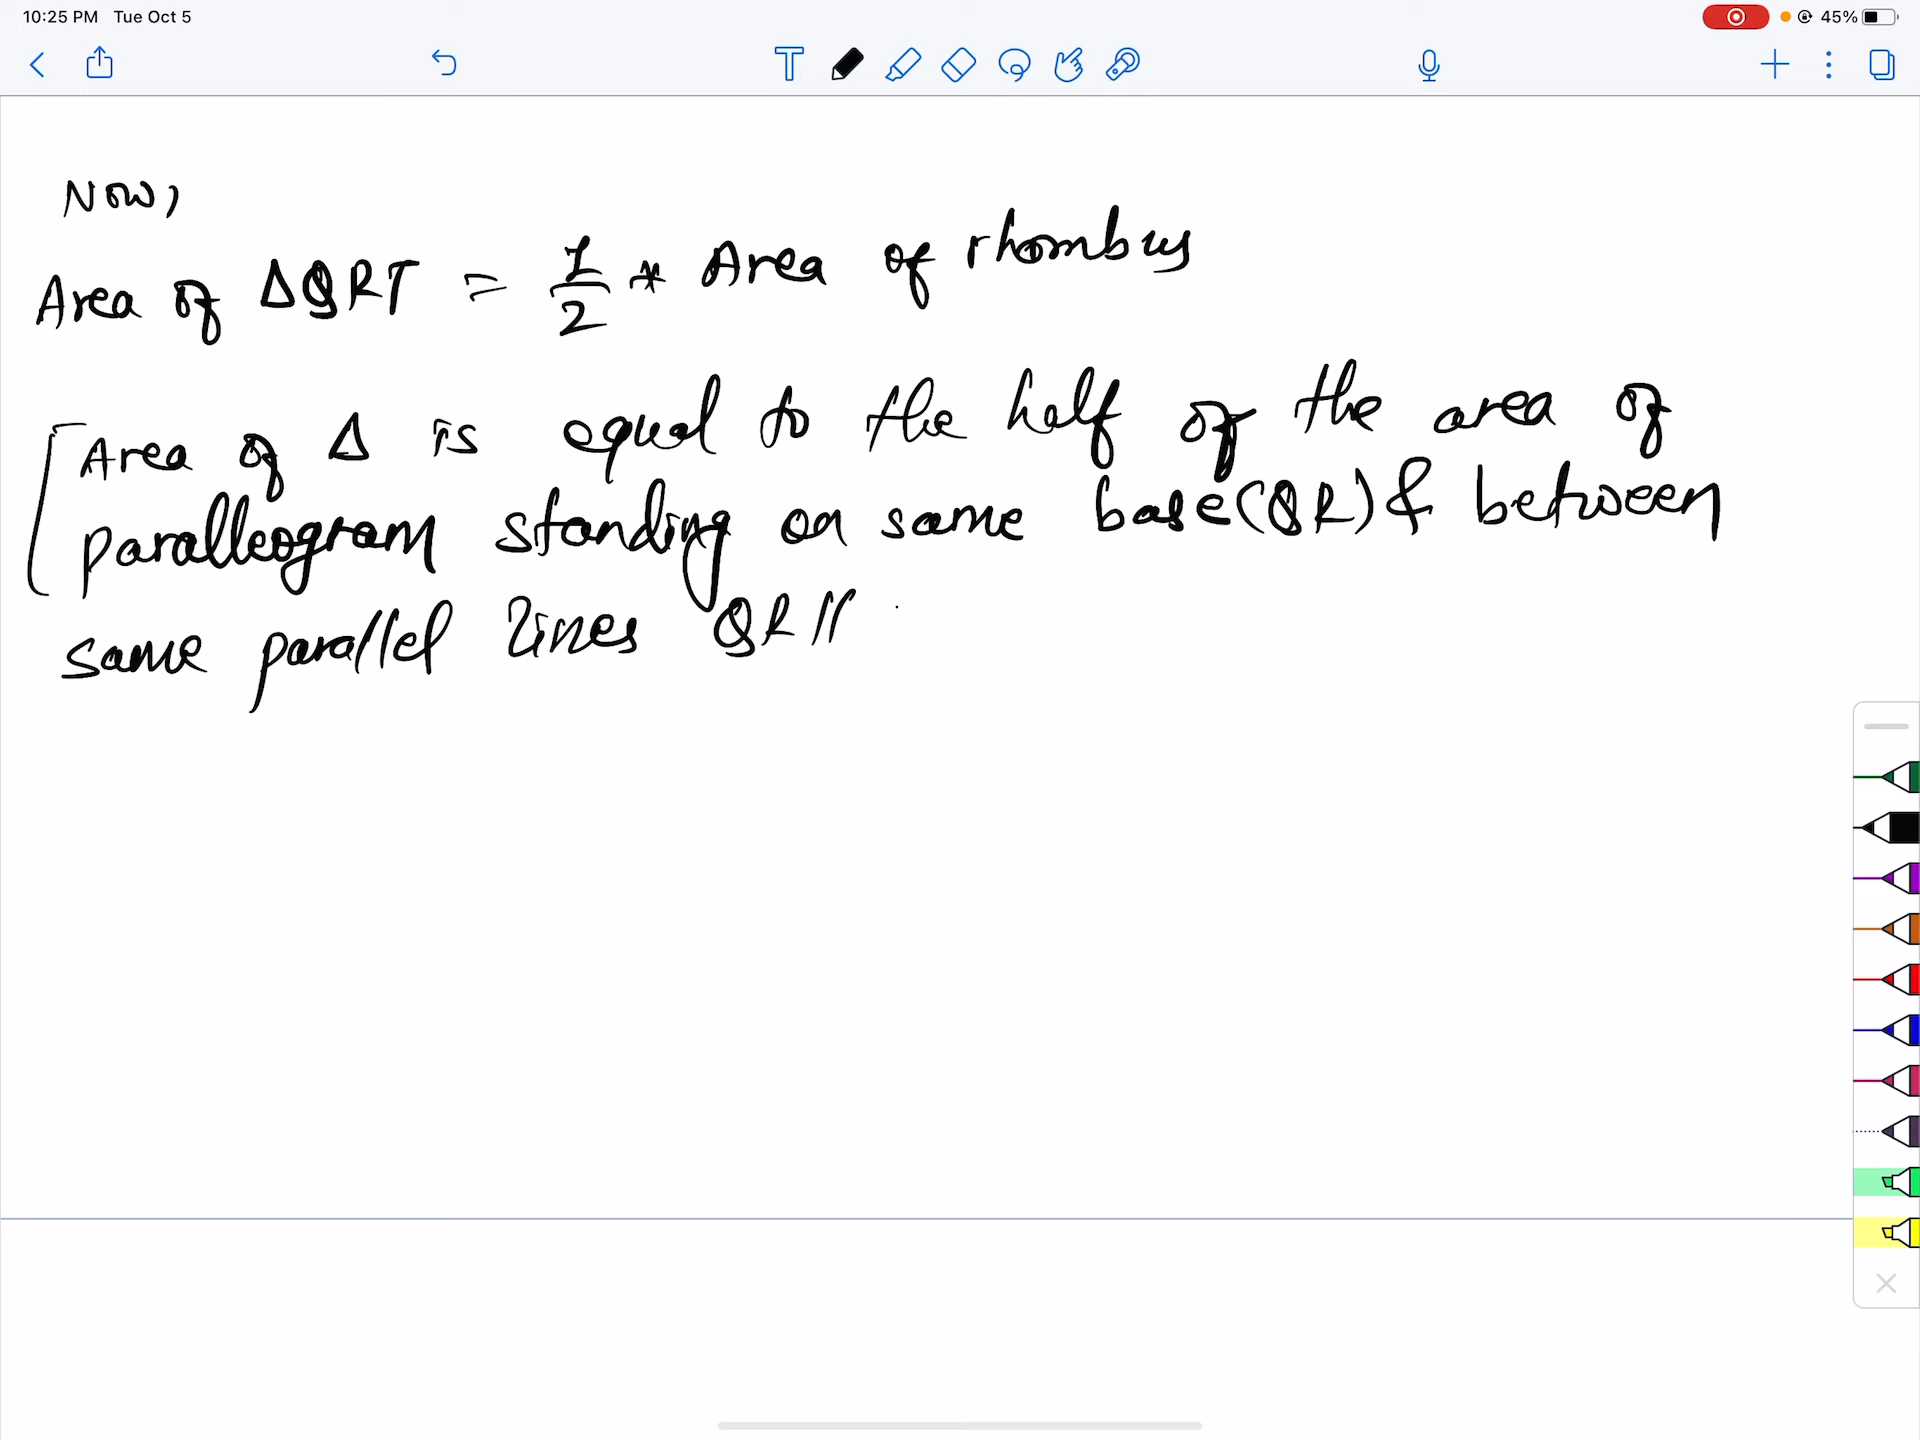 10:25 PM Tue Oct 5
45%
Now,
Area of ΔQRT = 1/2 * Area of rhombus
[Area of Δ is equal to the half of the area of
paralleogram standing on same base(QR) & between
same parallel lines QR//